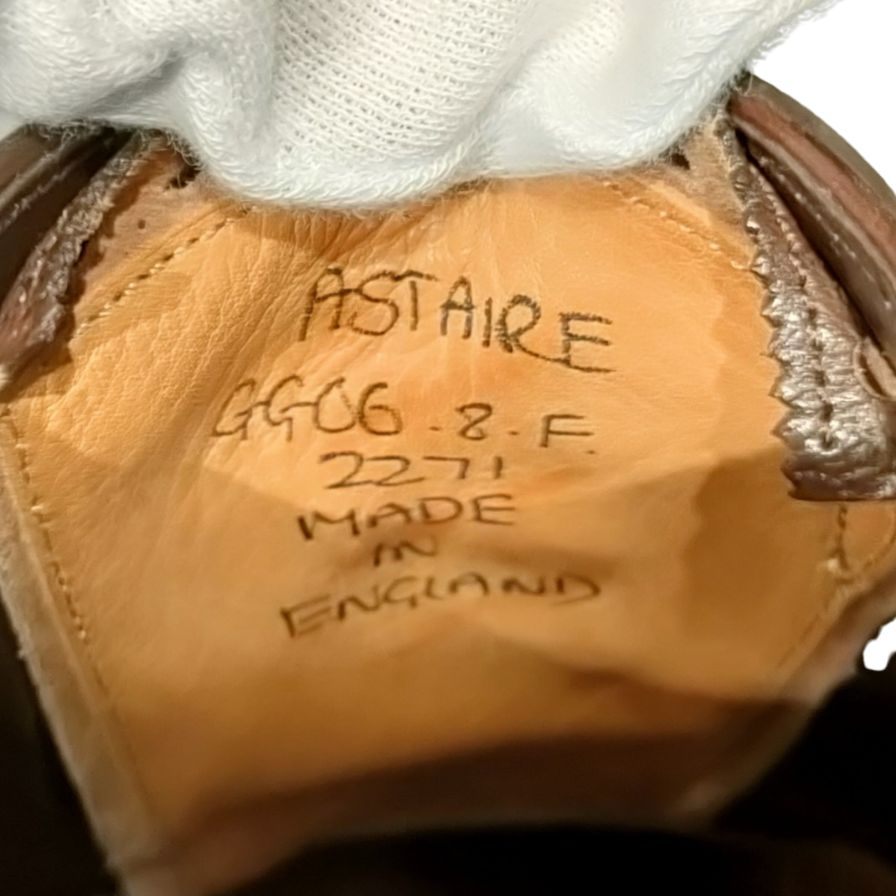 ASTAIRE
GG06.8.F.
2271
MADE
IN
ENGLAND